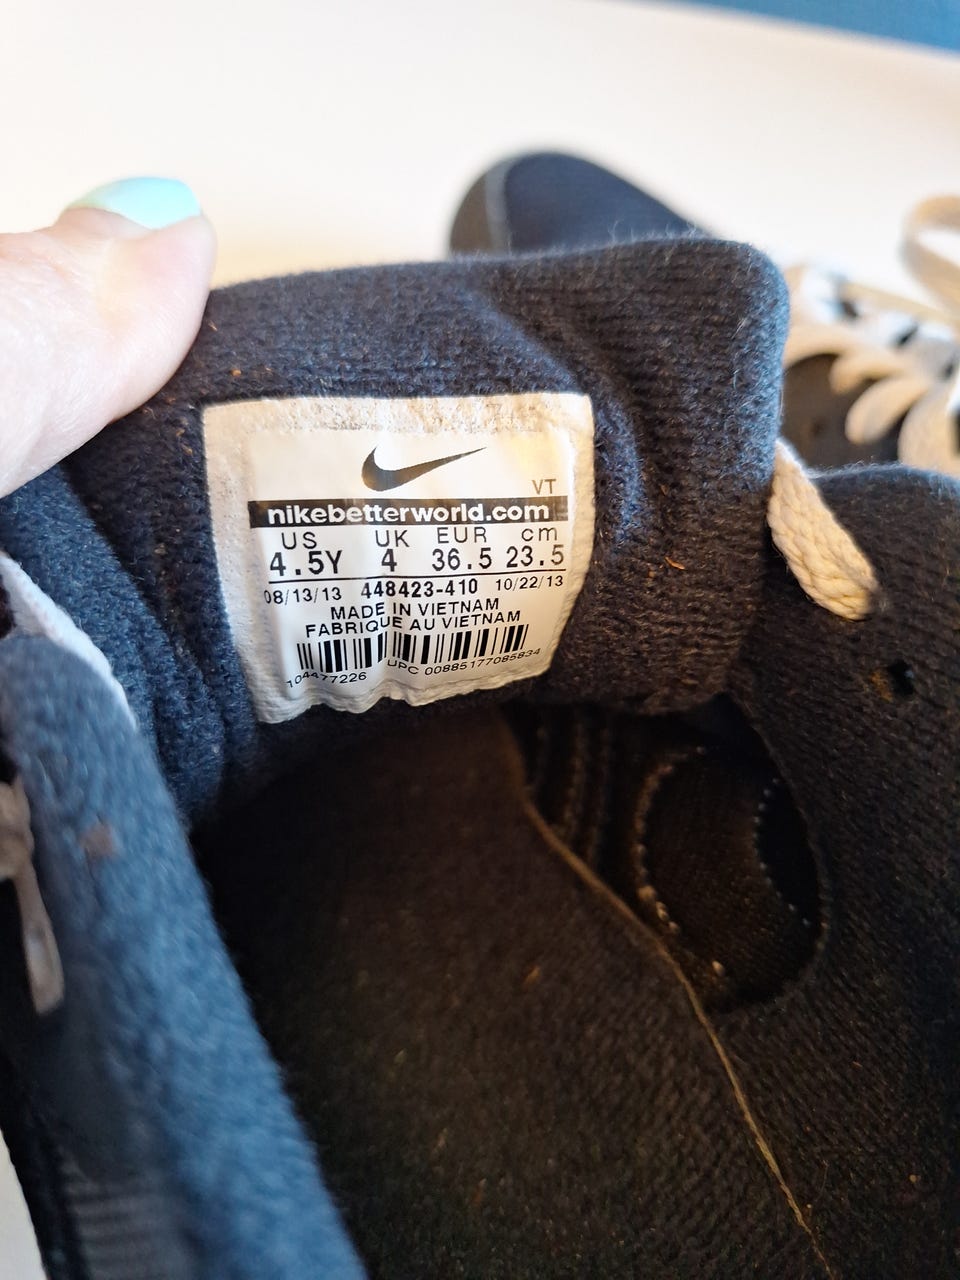 VT
nikebetterworld.com
US UK EUR cm
4.5Y 4 36.5 23.5
08/13/13 448423-410 10/22/13
MADE IN VIETNAM
FABRIQUE AU VIETNAM
104477226 UPC 00885177085834